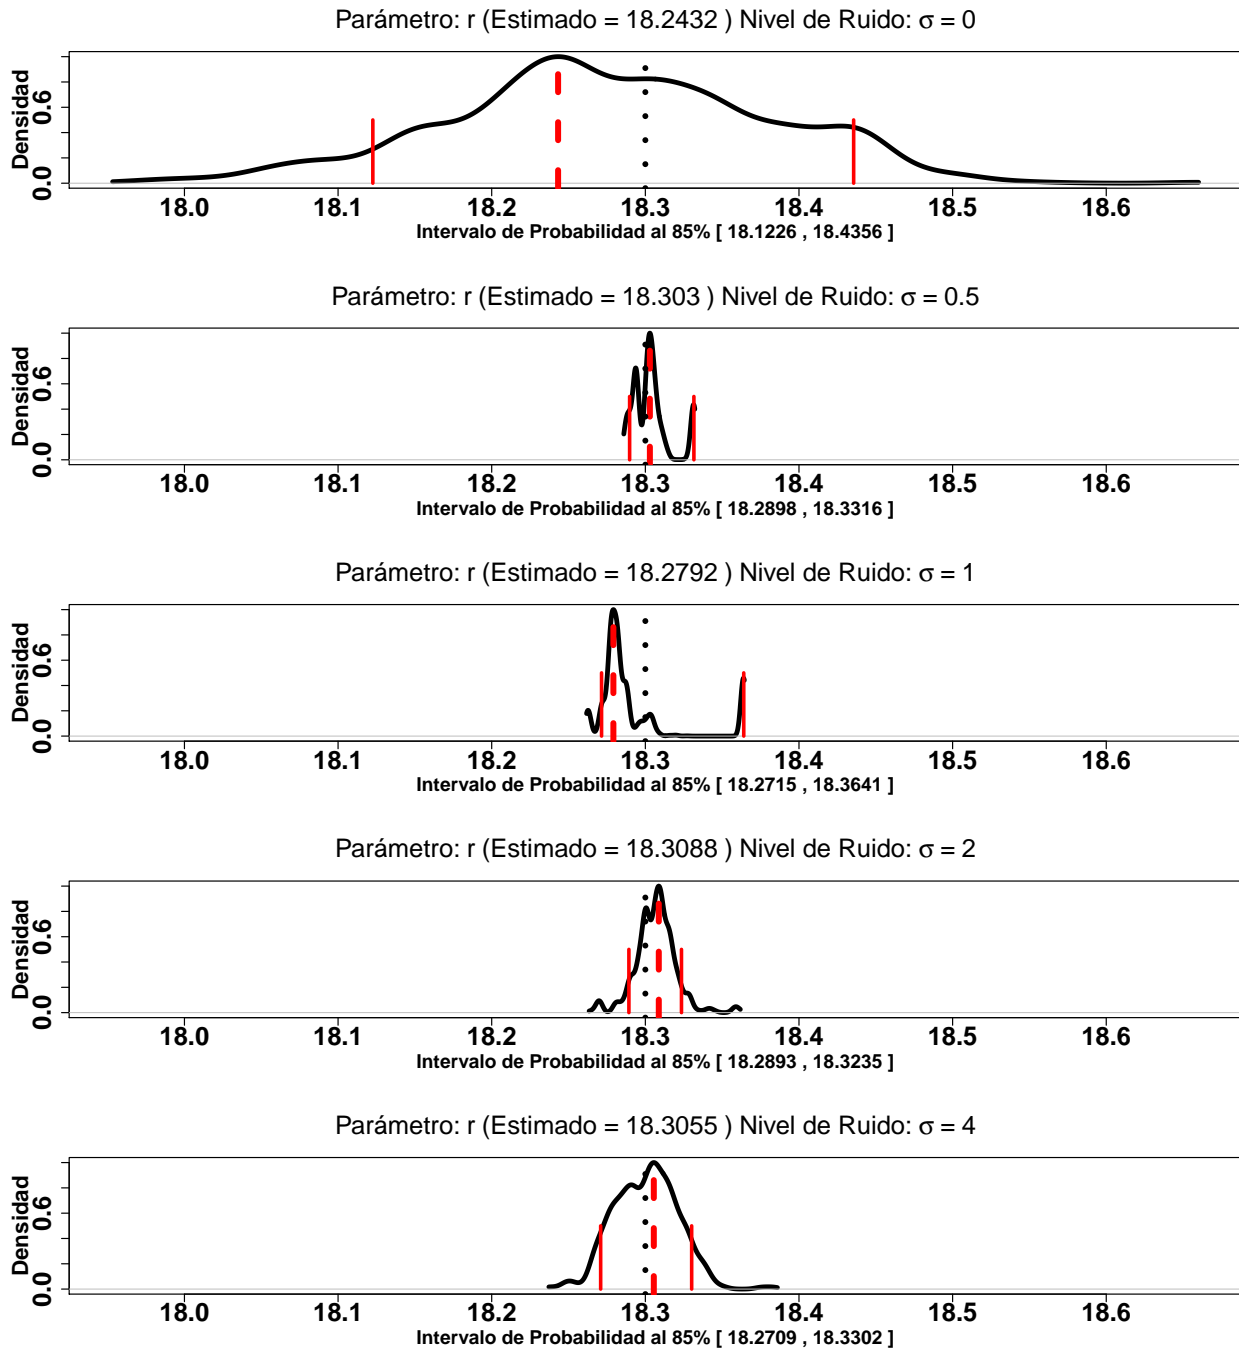 Parámetro: r (Estimado = 18.2432 ) Nivel de Ruido: σ = 0
Densidad
0.0 0.6
18.0 18.1 18.2 18.3 18.4 18.5 18.6
Intervalo de Probabilidad al 85% [ 18.1226 , 18.4356 ]
Parámetro: r (Estimado = 18.303 ) Nivel de Ruido: σ = 0.5
Densidad
0.0 0.6
18.0 18.1 18.2 18.3 18.4 18.5 18.6
Intervalo de Probabilidad al 85% [ 18.2898 , 18.3316 ]
Parámetro: r (Estimado = 18.2792 ) Nivel de Ruido: σ = 1
Densidad
0.0 0.6
18.0 18.1 18.2 18.3 18.4 18.5 18.6
Intervalo de Probabilidad al 85% [ 18.2715 , 18.3641 ]
Parámetro: r (Estimado = 18.3088 ) Nivel de Ruido: σ = 2
Densidad
0.0 0.6
18.0 18.1 18.2 18.3 18.4 18.5 18.6
Intervalo de Probabilidad al 85% [ 18.2893 , 18.3235 ]
Parámetro: r (Estimado = 18.3055 ) Nivel de Ruido: σ = 4
Densidad
0.0 0.6
18.0 18.1 18.2 18.3 18.4 18.5 18.6
Intervalo de Probabilidad al 85% [ 18.2709 , 18.3302 ]